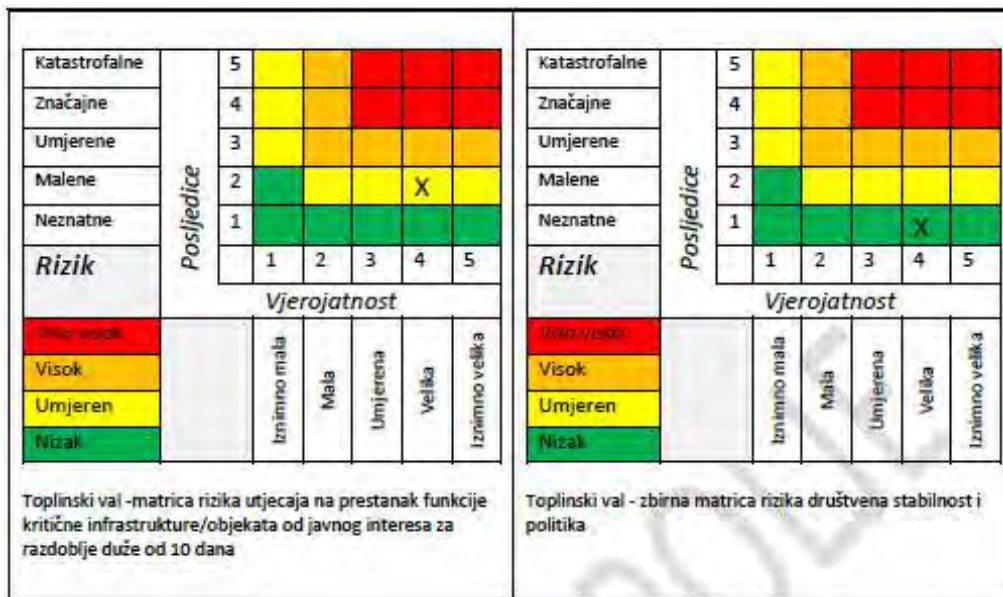 Katastrofalne 5
Značajne 4
Umjerene 3
Malene 2 X
Neznatne 1
Posljedice
Rizik 1 2 3 4 5
Vjerojatnost
Vrlo visok
Visok
Umjeren
Nizak
Iznimno mala
Mala
Umjerena
Velika
Iznimno velika
Toplinski val -matrica rizika utjecaja na prestanak funkcije
kritične infrastrukture/objekata od javnog interesa za
razdoblje duže od 10 dana
Katastrofalne 5
Značajne 4
Umjerene 3
Malene 2
Neznatne 1 X
Posljedice
Rizik 1 2 3 4 5
Vjerojatnost
Vrlo visok
Visok
Umjeren
Nizak
Iznimno mala
Mala
Umjerena
Velika
Iznimno velika
Toplinski val - zbirna matrica rizika društvena stabilnost i
politika